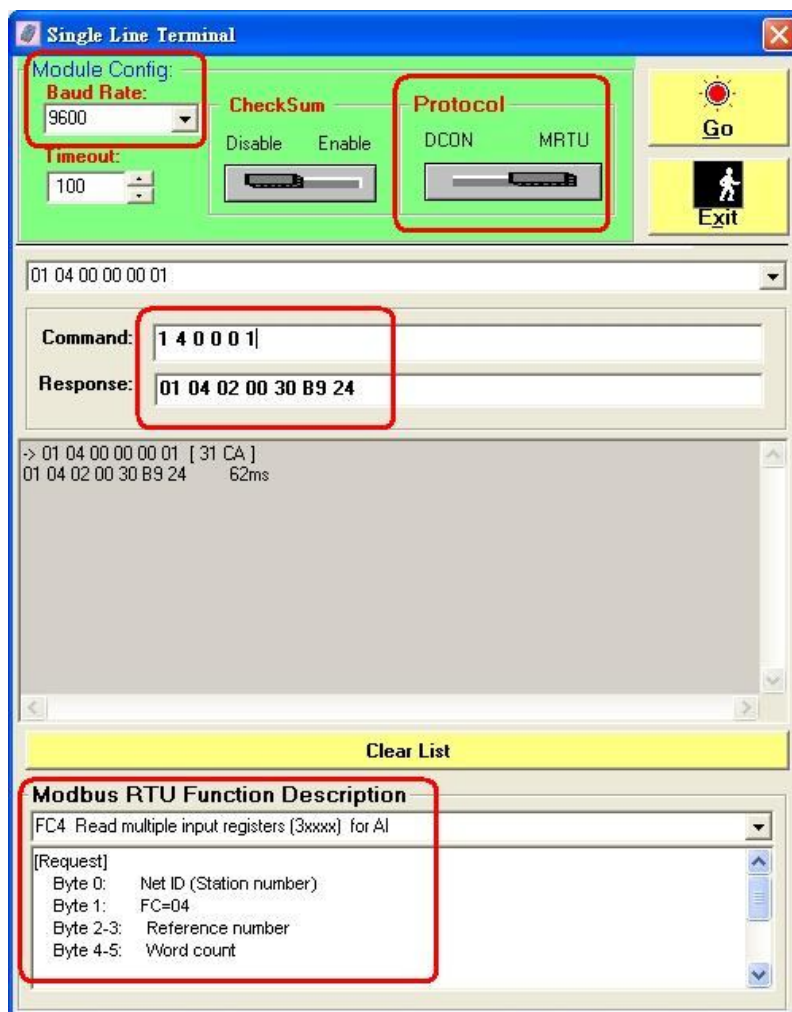 Single Line Terminal
Module Config:
Baud Rate:
9600
Timeout:
100
CheckSum
Disable Enable
Protocol
DCON MRTU
Go
Exit
01 04 00 00 00 01
Command: 1 4 0 0 0 1
Response: 01 04 02 00 30 B9 24
-> 01 04 00 00 00 01 [ 31 CA ]
01 04 02 00 30 B9 24 62ms
Clear List
Modbus RTU Function Description
FC4 Read multiple input registers (3xxxx) for AI
[Request]
Byte 0: Net ID (Station number)
Byte 1: FC=04
Byte 2-3: Reference number
Byte 4-5: Word count